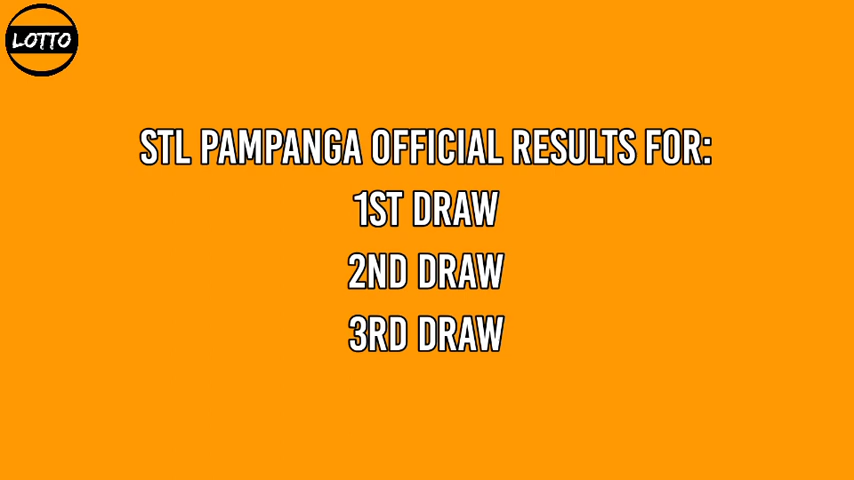 LOTTO
STL PAMPANGA OFFICIAL RESULTS FOR:
1ST DRAW
2ND DRAW
3RD DRAW